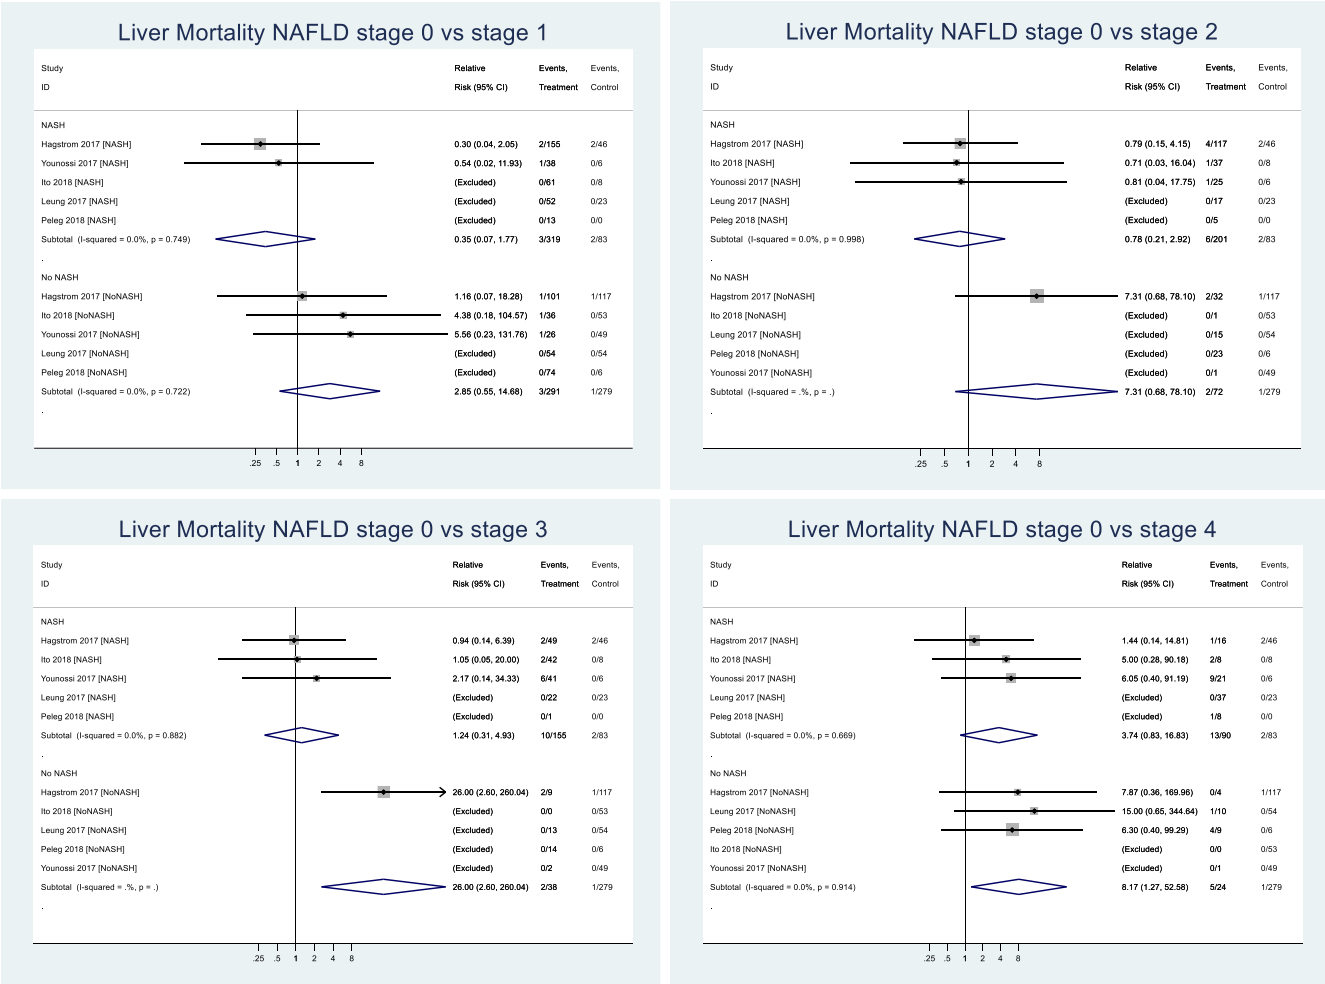 Liver Mortality NAFLD stage 0 vs stage 1
Study Relative Events, Events,
ID Risk (95% CI) Treatment Control
NASH
Hagstrom 2017 [NASH] 0.30 (0.04, 2.05) 2/155 2/46
Younossi 2017 [NASH] 0.54 (0.02, 11.93) 1/38 0/6
Ito 2018 [NASH] (Excluded) 0/61 0/8
Leung 2017 [NASH] (Excluded) 0/52 0/23
Peleg 2018 [NASH] (Excluded) 0/13 0/0
Subtotal (I-squared = 0.0%, p = 0.749) 0.35 (0.07, 1.77) 3/319 2/83
.
No NASH
Hagstrom 2017 [NoNASH] 1.16 (0.07, 18.28) 1/101 1/117
Ito 2018 [NoNASH] 4.38 (0.18, 104.57) 1/36 0/53
Younossi 2017 [NoNASH] 5.56 (0.23, 131.76) 1/26 0/49
Leung 2017 [NoNASH] (Excluded) 0/54 0/54
Peleg 2018 [NoNASH] (Excluded) 0/74 0/6
Subtotal (I-squared = 0.0%, p = 0.722) 2.85 (0.55, 14.68) 3/291 1/279
.
.25 .5 1 2 4 8
Liver Mortality NAFLD stage 0 vs stage 2
Study Relative Events, Events,
ID Risk (95% CI) Treatment Control
NASH
Hagstrom 2017 [NASH] 0.79 (0.15, 4.15) 4/117 2/46
Ito 2018 [NASH] 0.71 (0.03, 16.04) 1/37 0/8
Younossi 2017 [NASH] 0.81 (0.04, 17.75) 1/25 0/6
Leung 2017 [NASH] (Excluded) 0/17 0/23
Peleg 2018 [NASH] (Excluded) 0/5 0/0
Subtotal (I-squared = 0.0%, p = 0.998) 0.78 (0.21, 2.92) 6/201 2/83
.
No NASH
Hagstrom 2017 [NoNASH] 7.31 (0.68, 78.10) 2/32 1/117
Ito 2018 [NoNASH] (Excluded) 0/1 0/53
Leung 2017 [NoNASH] (Excluded) 0/15 0/54
Peleg 2018 [NoNASH] (Excluded) 0/23 0/6
Younossi 2017 [NoNASH] (Excluded) 0/1 0/49
Subtotal (I-squared = .%, p = .) 7.31 (0.68, 78.10) 2/72 1/279
.
.25 .5 1 2 4 8
Liver Mortality NAFLD stage 0 vs stage 3
Study Relative Events, Events,
ID Risk (95% CI) Treatment Control
NASH
Hagstrom 2017 [NASH] 0.94 (0.14, 6.39) 2/49 2/46
Ito 2018 [NASH] 1.05 (0.05, 20.00) 2/42 0/8
Younossi 2017 [NASH] 2.17 (0.14, 34.33) 6/41 0/6
Leung 2017 [NASH] (Excluded) 0/22 0/23
Peleg 2018 [NASH] (Excluded) 0/1 0/0
Subtotal (I-squared = 0.0%, p = 0.882) 1.24 (0.31, 4.93) 10/155 2/83
.
No NASH
Hagstrom 2017 [NoNASH] 26.00 (2.60, 260.04) 2/9 1/117
Ito 2018 [NoNASH] (Excluded) 0/0 0/53
Leung 2017 [NoNASH] (Excluded) 0/13 0/54
Peleg 2018 [NoNASH] (Excluded) 0/14 0/6
Younossi 2017 [NoNASH] (Excluded) 0/2 0/49
Subtotal (I-squared = .%, p = .) 26.00 (2.60, 260.04) 2/38 1/279
.
.25 .5 1 2 4 8
Liver Mortality NAFLD stage 0 vs stage 4
Study Relative Events, Events,
ID Risk (95% CI) Treatment Control
NASH
Hagstrom 2017 [NASH] 1.44 (0.14, 14.81) 1/16 2/46
Ito 2018 [NASH] 5.00 (0.28, 90.18) 2/8 0/8
Younossi 2017 [NASH] 6.05 (0.40, 91.19) 9/21 0/6
Leung 2017 [NASH] (Excluded) 0/37 0/23
Peleg 2018 [NASH] (Excluded) 1/8 0/0
Subtotal (I-squared = 0.0%, p = 0.669) 3.74 (0.83, 16.83) 13/90 2/83
.
No NASH
Hagstrom 2017 [NoNASH] 7.87 (0.36, 169.96) 0/4 1/117
Leung 2017 [NoNASH] 15.00 (0.65, 344.64) 1/10 0/54
Peleg 2018 [NoNASH] 6.30 (0.40, 99.29) 4/9 0/6
Ito 2018 [NoNASH] (Excluded) 0/0 0/53
Younossi 2017 [NoNASH] (Excluded) 0/1 0/49
Subtotal (I-squared = 0.0%, p = 0.914) 8.17 (1.27, 52.58) 5/24 1/279
.
.25 .5 1 2 4 8